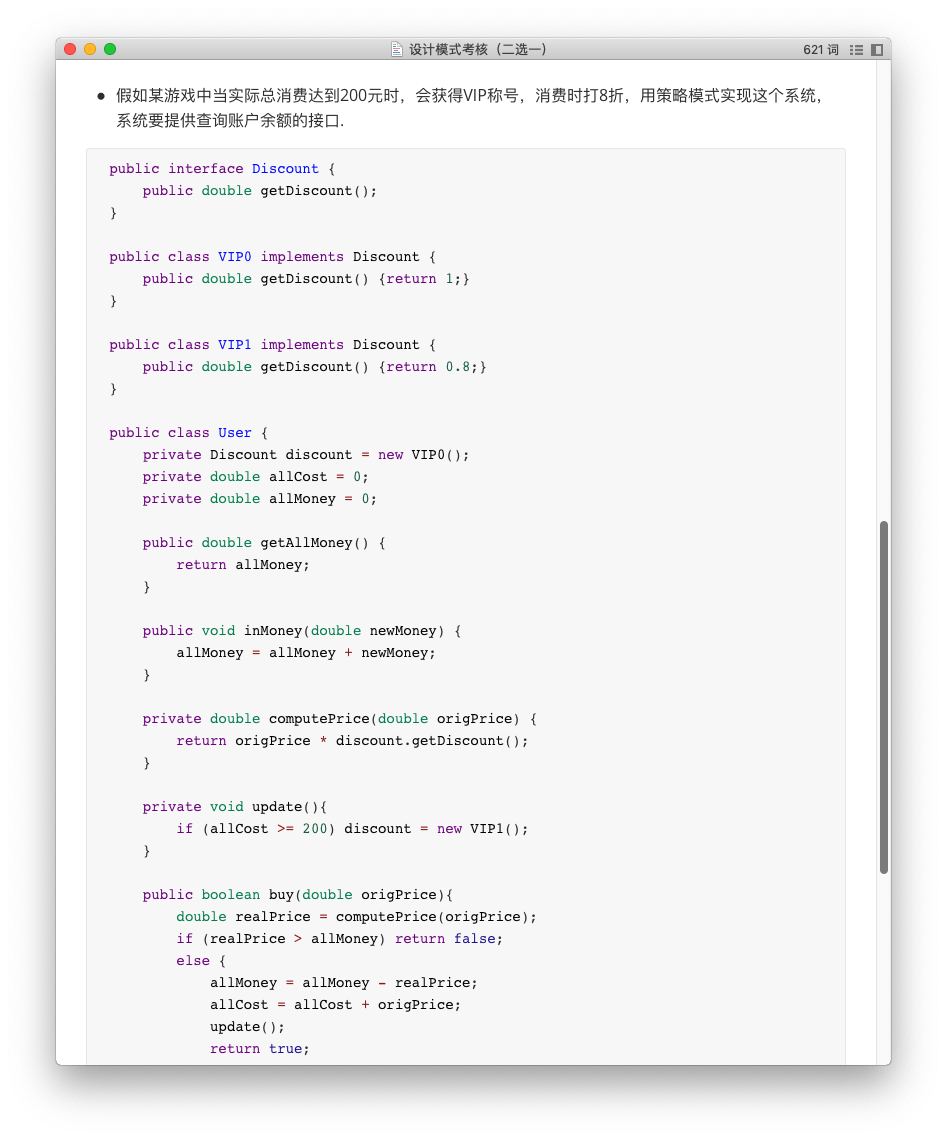 设计模式考核（二选一）
621 词
● 假如某游戏中当实际总消费达到200元时，会获得VIP称号，消费时打8折，用策略模式实现这个系统，
系统要提供查询账户余额的接口.
public interface Discount {
    public double getDiscount();
}

public class VIP0 implements Discount {
    public double getDiscount() {return 1;}
}

public class VIP1 implements Discount {
    public double getDiscount() {return 0.8;}
}

public class User {
    private Discount discount = new VIP0();
    private double allCost = 0;
    private double allMoney = 0;

    public double getAllMoney() {
        return allMoney;
    }

    public void inMoney(double newMoney) {
        allMoney = allMoney + newMoney;
    }

    private double computePrice(double origPrice) {
        return origPrice * discount.getDiscount();
    }

    private void update(){
        if (allCost >= 200) discount = new VIP1();
    }

    public boolean buy(double origPrice){
        double realPrice = computePrice(origPrice);
        if (realPrice > allMoney) return false;
        else {
            allMoney = allMoney - realPrice;
            allCost = allCost + origPrice;
            update();
            return true;